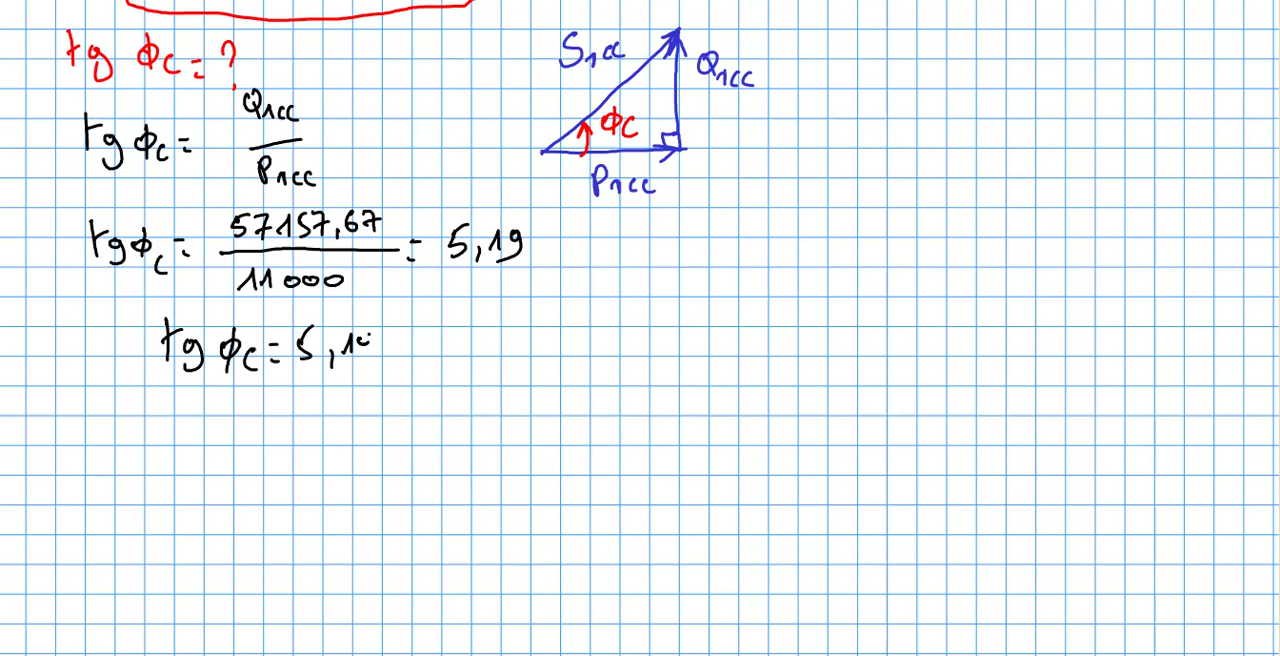 tg ϕc = ?
tg ϕc = Q1cc / P1cc
tg ϕc = 57157,67 / 11000 = 5,19
tg ϕc = 5,1
S1cc
Q1cc
ϕc
P1cc